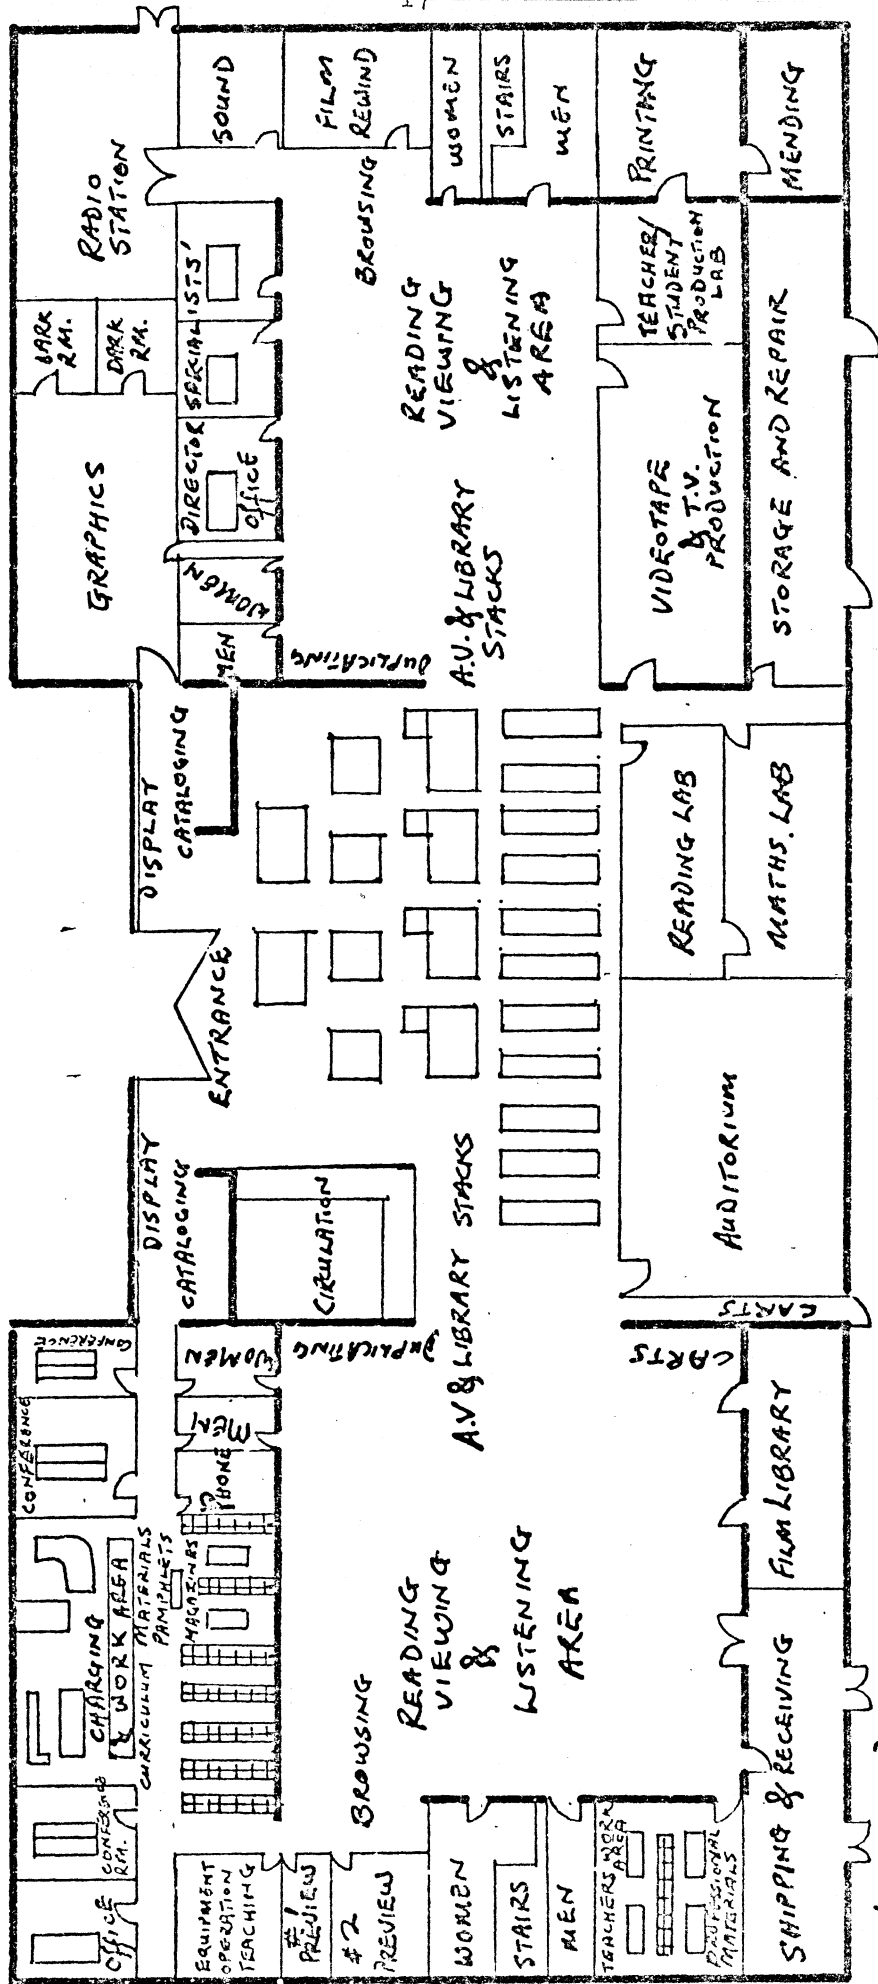 OFFICE
CONFERENCE
RM.
CHARGING
& WORK AREA
CONFERENCE
CONFERENCE
CURRICULUM MATERIALS
PAMPHLETS
MAGAZINES
PHONE
MEN
WOMEN
DISPLAY
CATALOGING
ENTRANCE
DISPLAY
CATALOGING
GRAPHICS
DARK
RM.
DARK
RM.
RADIO
STATION
MEN
WOMEN
DIRECTOR
OFFICE
SPECIALISTS'
SOUND
EQUIPMENT
OPERATION
TEACHING
#1
PREVIEW
#2
PREVIEW
BROWSING
DUPLICATING
CIRCULATION
DUPLICATING
BROWSING
FILM
REWIND
WOMEN
STAIRS
MEN
READING
VIEWING
&
LISTENING
AREA
A.V & LIBRARY STACKS
A.V. & LIBRARY
STACKS
READING
VIEWING
&
LISTENING
AREA
WOMEN
STAIRS
MEN
TEACHERS WORK
AREA
PROFESSIONAL
MATERIALS
CARTS
CARTS
AUDITORIUM
READING LAB
MATHS. LAB
VIDEOTAPE
& T.V.
PRODUCTION
TEACHER/
STUDENT
PRODUCTION
LAB
PRINTING
SHIPPING & RECEIVING
FILM LIBRARY
STORAGE AND REPAIR
MENDING